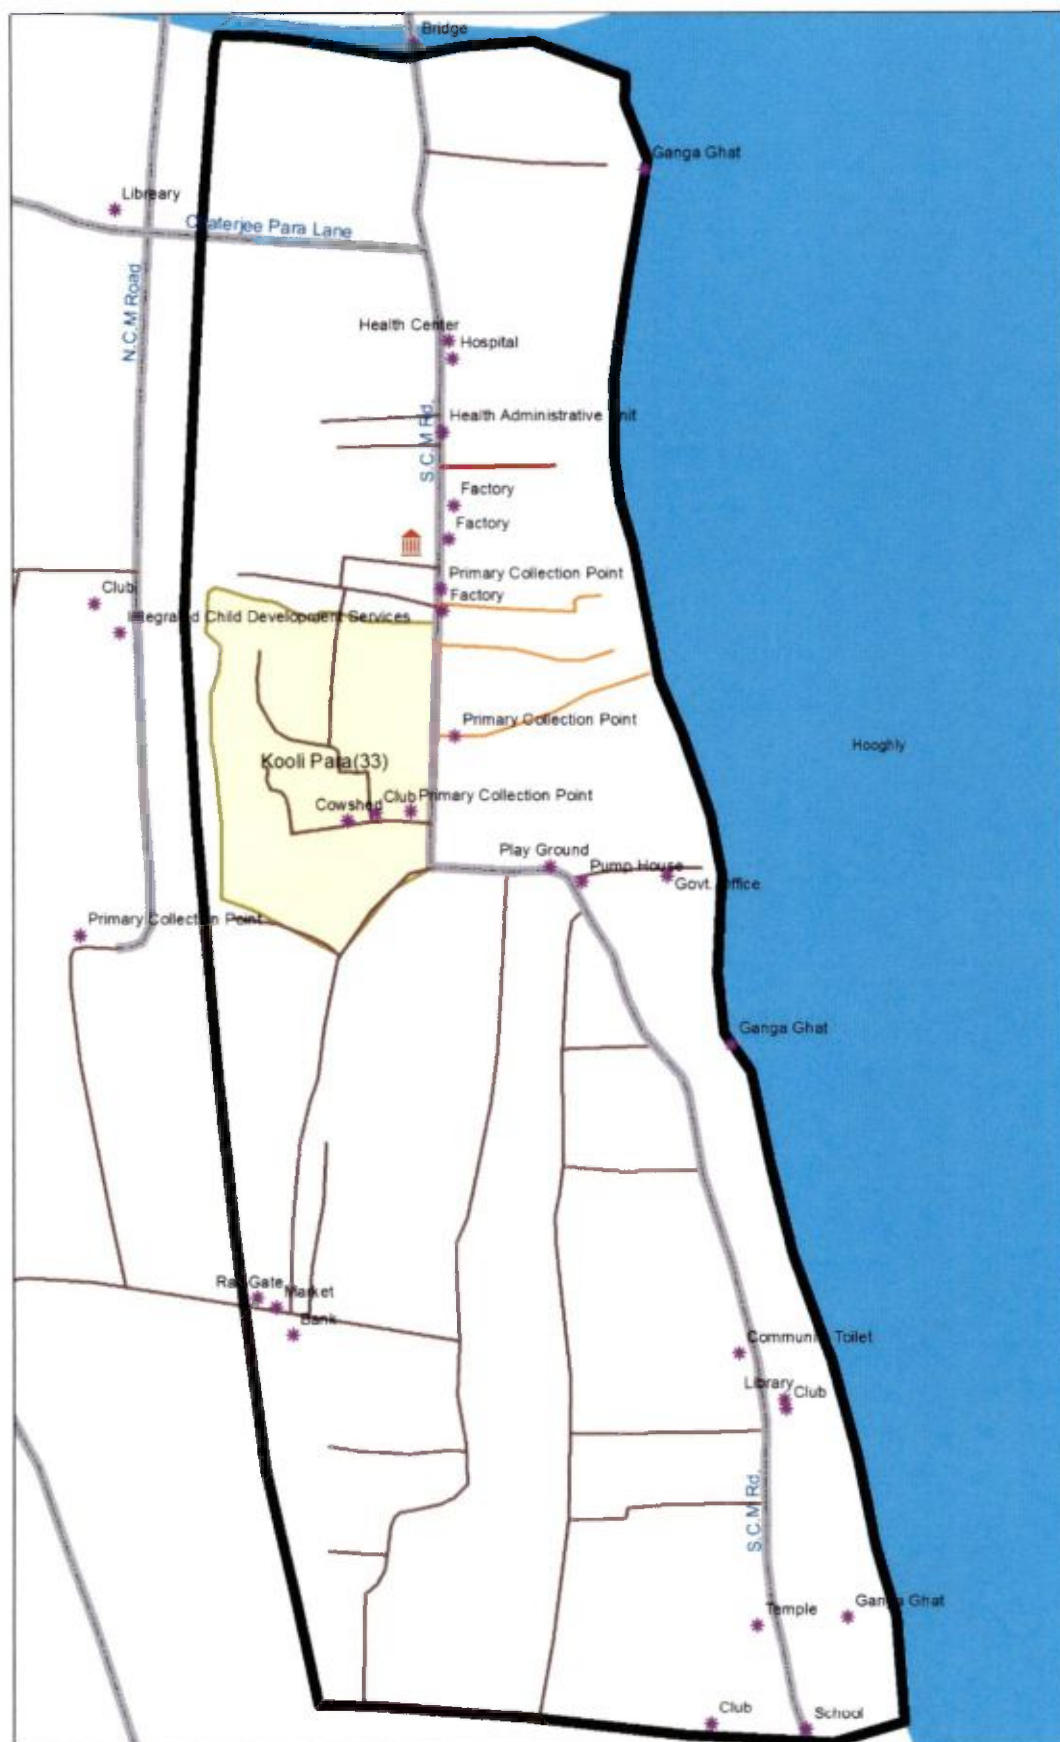 Bridge
Ganga Ghat
Libreary
Chaterjee Para Lane
N.C.M Road
Health Center
Hospital
S.C.M Rd.
Health Administrative Unit
Factory
Factory
Primary Collection Point
Factory
Club
Integrated Child Development Services
Primary Collection Point
Hooghly
Kooli Para(33)
Cowshed
Club
Primary Collection Point
Play Ground
Pump House
Govt. Office
Primary Collection Point
Ganga Ghat
Rail Gate
Market
Bank
Community Toilet
Library
Club
S.C.M Rd.
Ganga Ghat
Temple
Club
School